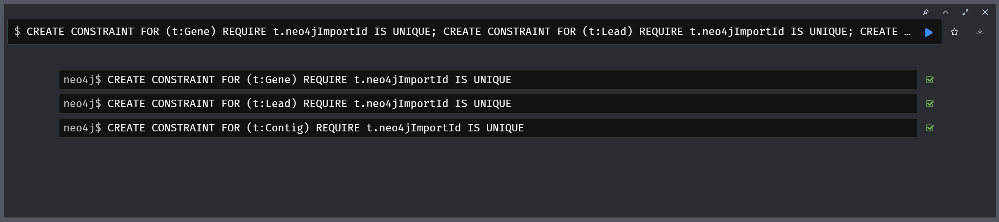 $ CREATE CONSTRAINT FOR (t:Gene) REQUIRE t.neo4jImportId IS UNIQUE; CREATE CONSTRAINT FOR (t:Lead) REQUIRE t.neo4jImportId IS UNIQUE; CREATE …
neo4j$ CREATE CONSTRAINT FOR (t:Gene) REQUIRE t.neo4jImportId IS UNIQUE
neo4j$ CREATE CONSTRAINT FOR (t:Lead) REQUIRE t.neo4jImportId IS UNIQUE
neo4j$ CREATE CONSTRAINT FOR (t:Contig) REQUIRE t.neo4jImportId IS UNIQUE